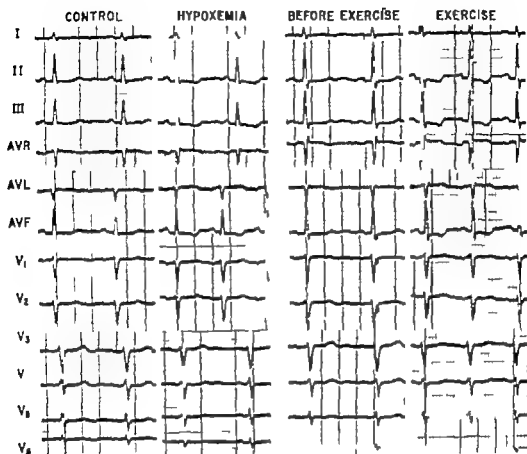 CONTROL HYPOXEMIA BEFORE EXERCISE EXERCISE
I
II
III
AVR
AVL
AVF
V1
V2
V3
V
V5
V6